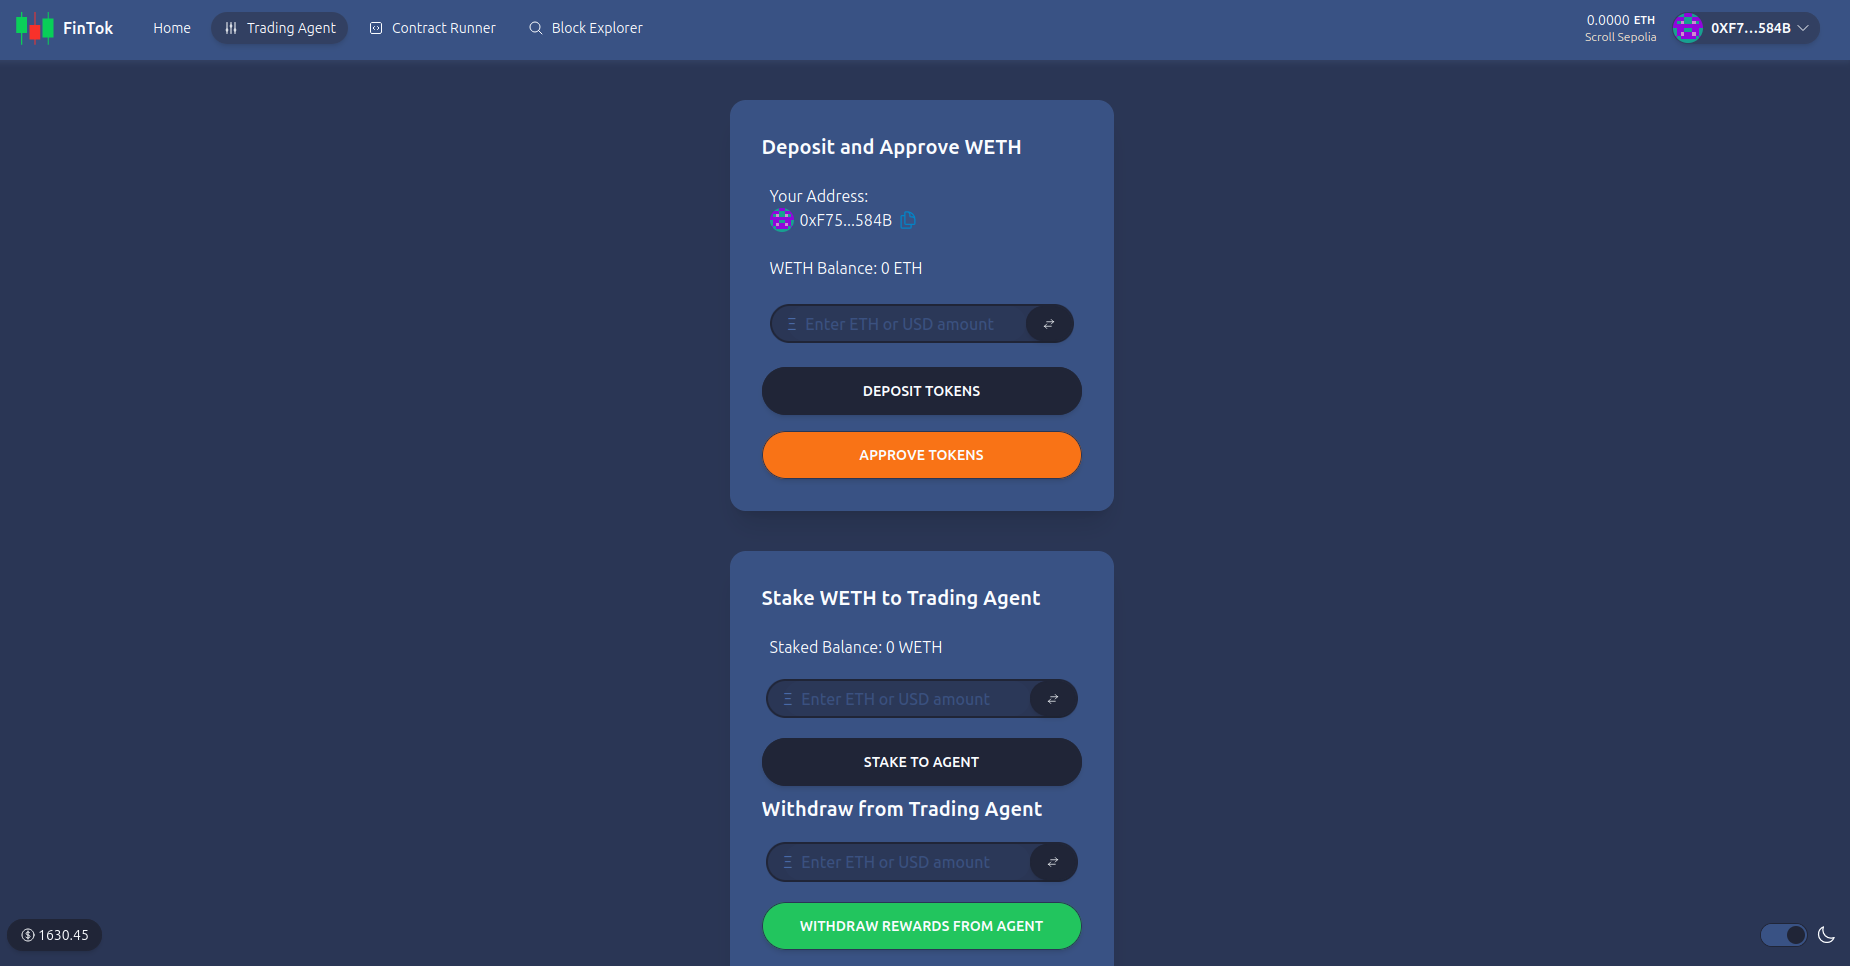 FinTok
Home
Trading Agent
Contract Runner
Block Explorer
0.0000 ETH
Scroll Sepolia
0XF7...584B
Deposit and Approve WETH
Your Address:
0xF75...584B
WETH Balance: 0 ETH
Ξ Enter ETH or USD amount
DEPOSIT TOKENS
APPROVE TOKENS
Stake WETH to Trading Agent
Staked Balance: 0 WETH
Ξ Enter ETH or USD amount
STAKE TO AGENT
Withdraw from Trading Agent
Ξ Enter ETH or USD amount
WITHDRAW REWARDS FROM AGENT
1630.45